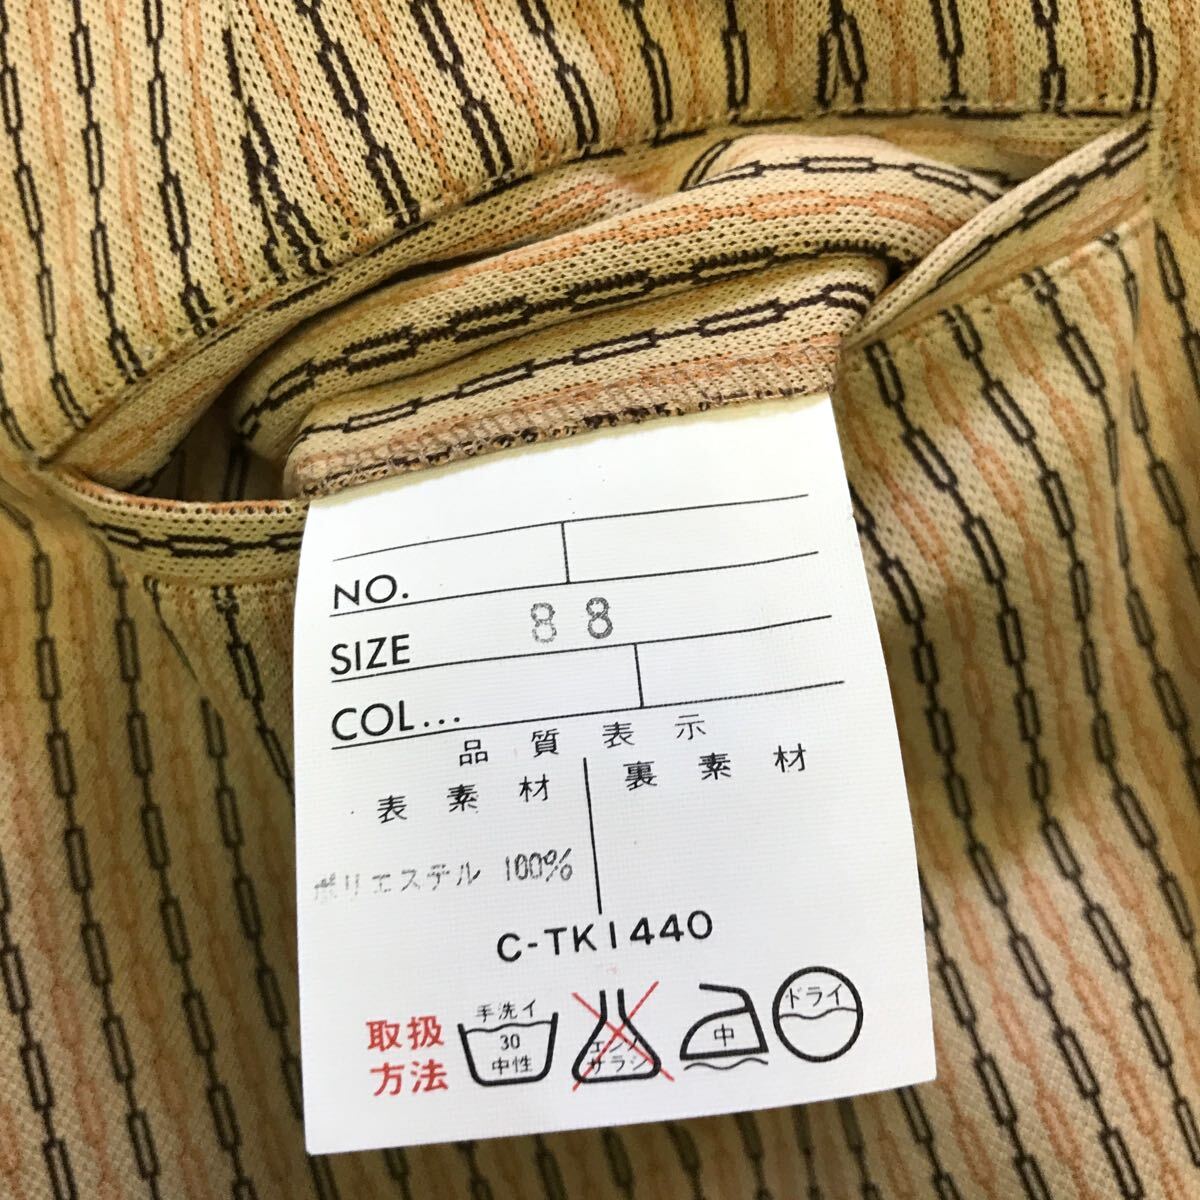 NO.
SIZE 88
COL...
品質表示
表素材 裏素材
ポリエステル 100%
C-TK1440
取扱方法
手洗イ
30
中性
エンソ
サラシ
中
ドライ